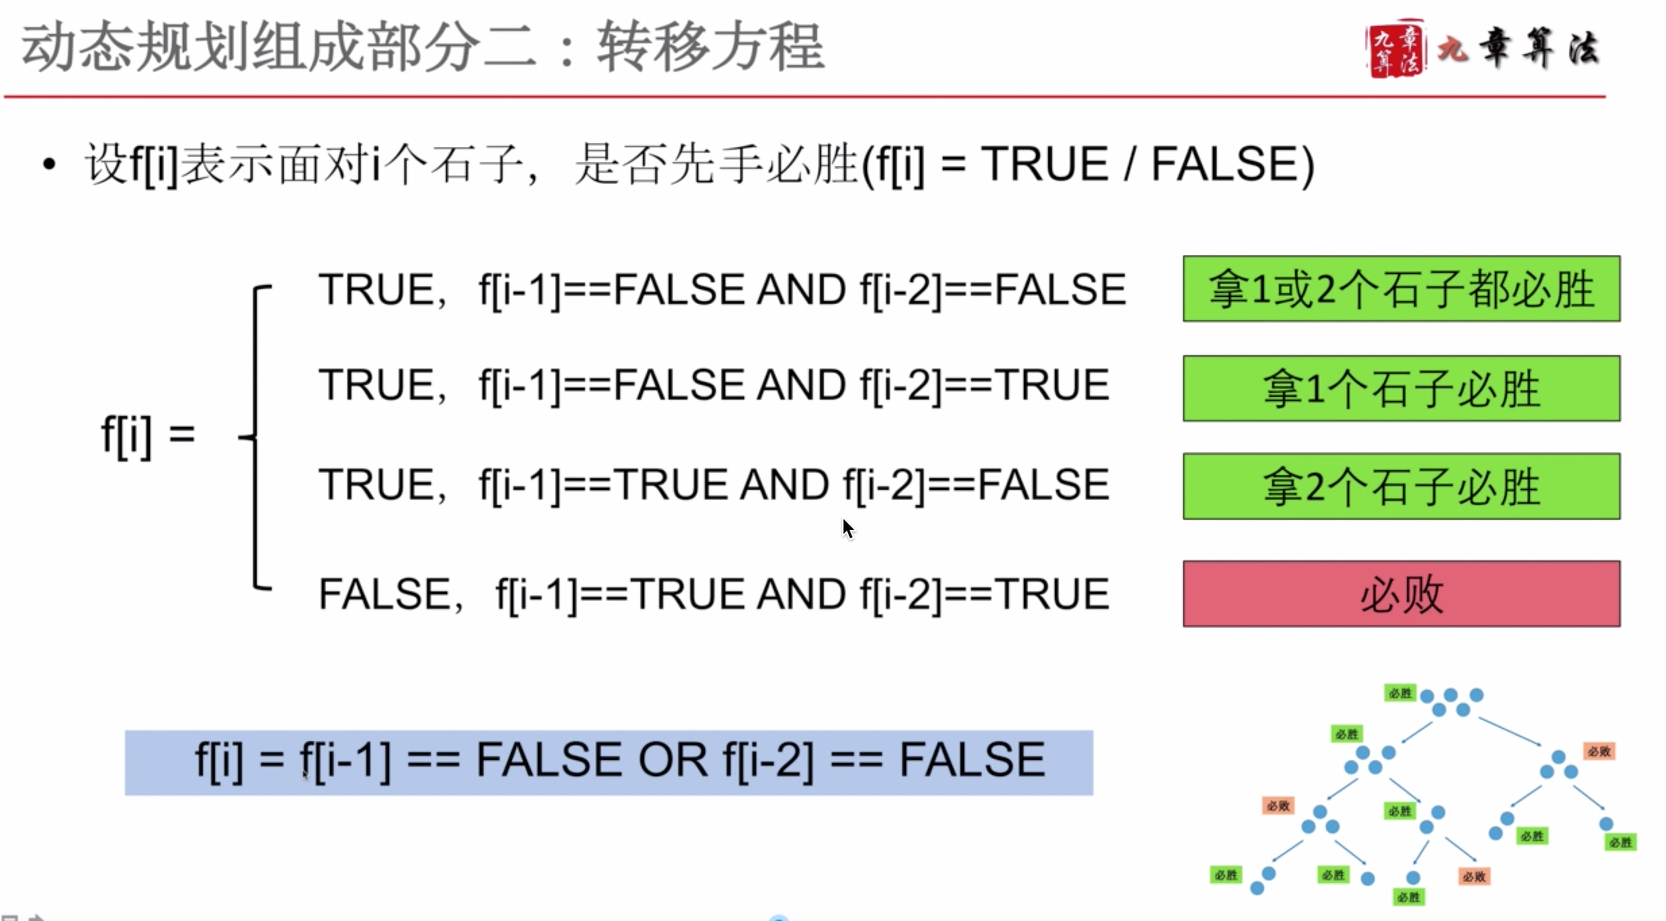 动态规划组成部分二：转移方程
九章算法
九章算法
• 设f[i]表示面对i个石子，是否先手必胜(f[i] = TRUE / FALSE)
TRUE，f[i-1]==FALSE AND f[i-2]==FALSE
拿1或2个石子都必胜
TRUE，f[i-1]==FALSE AND f[i-2]==TRUE
拿1个石子必胜
f[i] =
TRUE，f[i-1]==TRUE AND f[i-2]==FALSE
拿2个石子必胜
FALSE，f[i-1]==TRUE AND f[i-2]==TRUE
必败
f[i] = f[i-1] == FALSE OR f[i-2] == FALSE
必胜
必胜
必败
必败
必胜
必胜
必胜
必胜
必胜
必败
必胜